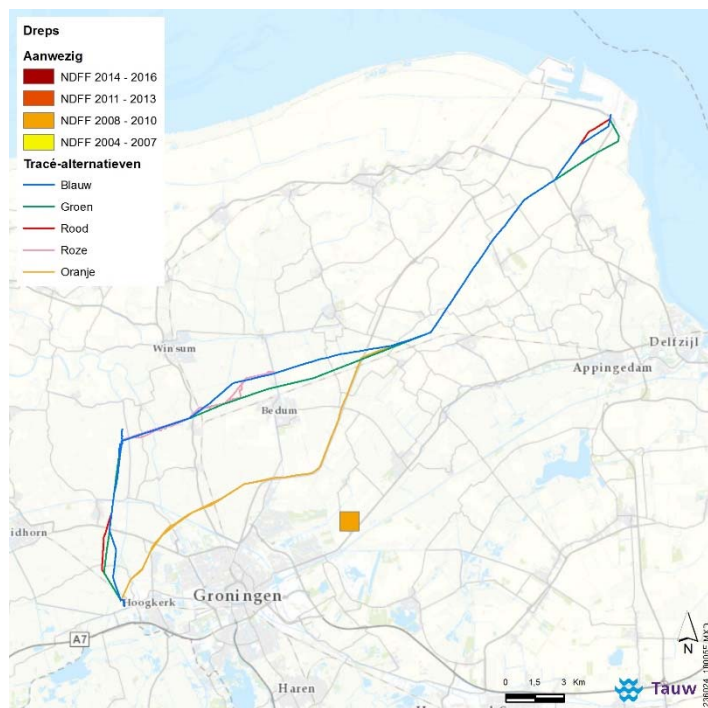 Dreps
Aanwezig
NDFF 2014 - 2016
NDFF 2011 - 2013
NDFF 2008 - 2010
NDFF 2004 - 2007
Tracé-alternatieven
Blauw
Groen
Rood
Roze
Oranje
Winsum
Delfzijl
Appingedam
Bedum
idhorn
Hoogkerk
Groningen
A7
Haren
N
0 1,5 3 Km
Tauw